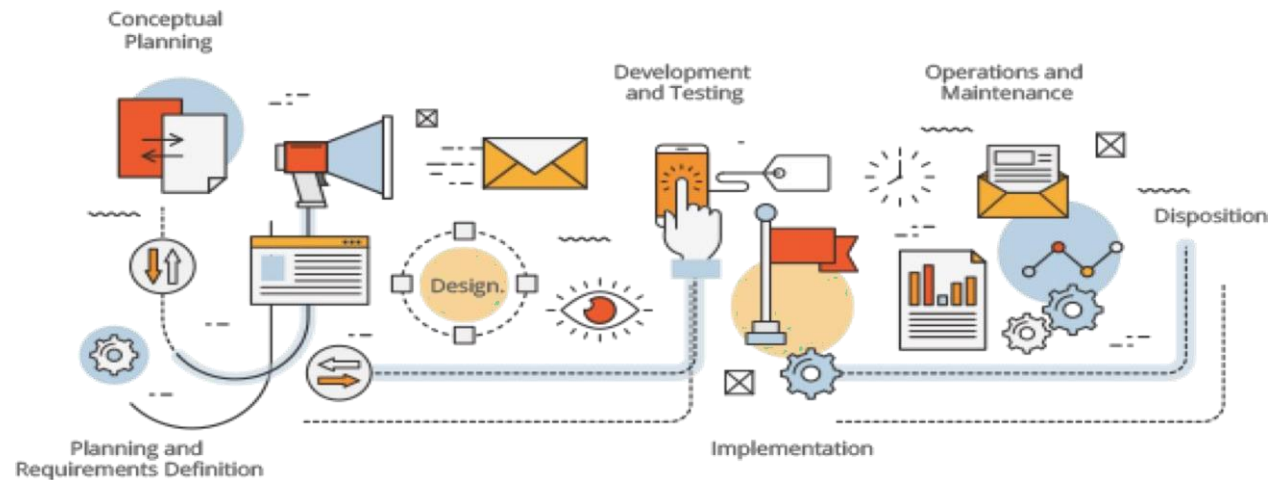 Conceptual
Planning
Development
and Testing
Operations and
Maintenance
Disposition
Design.
Planning and
Requirements Definition
Implementation